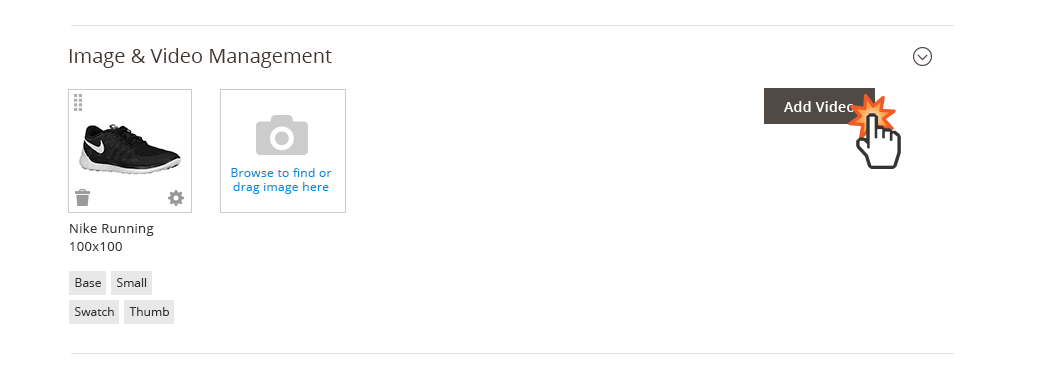 Image & Video Management
Add Video
Browse to find or
drag image here
Nike Running
100x100
Base Small
Swatch Thumb